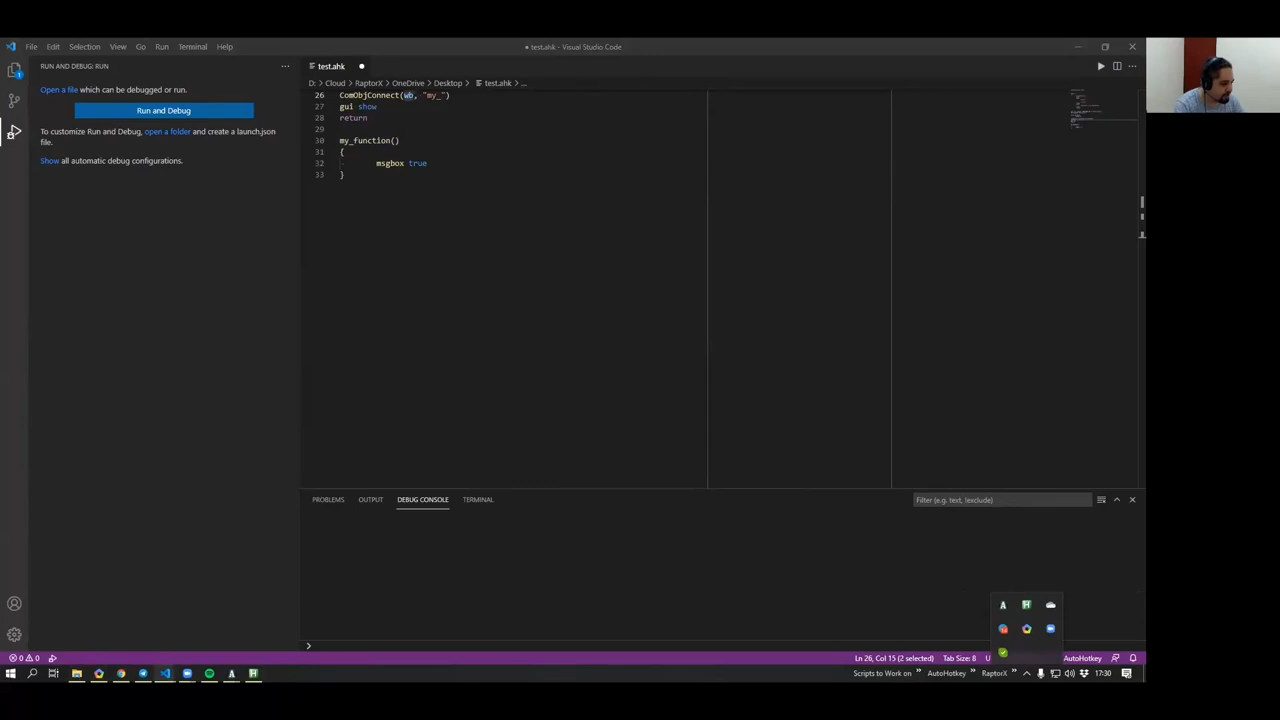 File Edit Selection View Go Run Terminal Help
● test.ahk - Visual Studio Code
RUN AND DEBUG: RUN
Open a file which can be debugged or run.
Run and Debug
To customize Run and Debug, open a folder and create a launch.json
file.
Show all automatic debug configurations.
test.ahk
D: > Cloud > RaptorX > OneDrive > Desktop > test.ahk > ...
26 ComObjConnect(wb, "my_")
27 gui show
28 return
29
30 my_function()
31 {
32 msgbox true
33 }
PROBLEMS OUTPUT DEBUG CONSOLE TERMINAL
Filter (e.g. text, !exclude)
0 0
Ln 26, Col 15 (2 selected) Tab Size: 8 U AutoHotkey
Scripts to Work on » AutoHotkey » RaptorX » 17:30